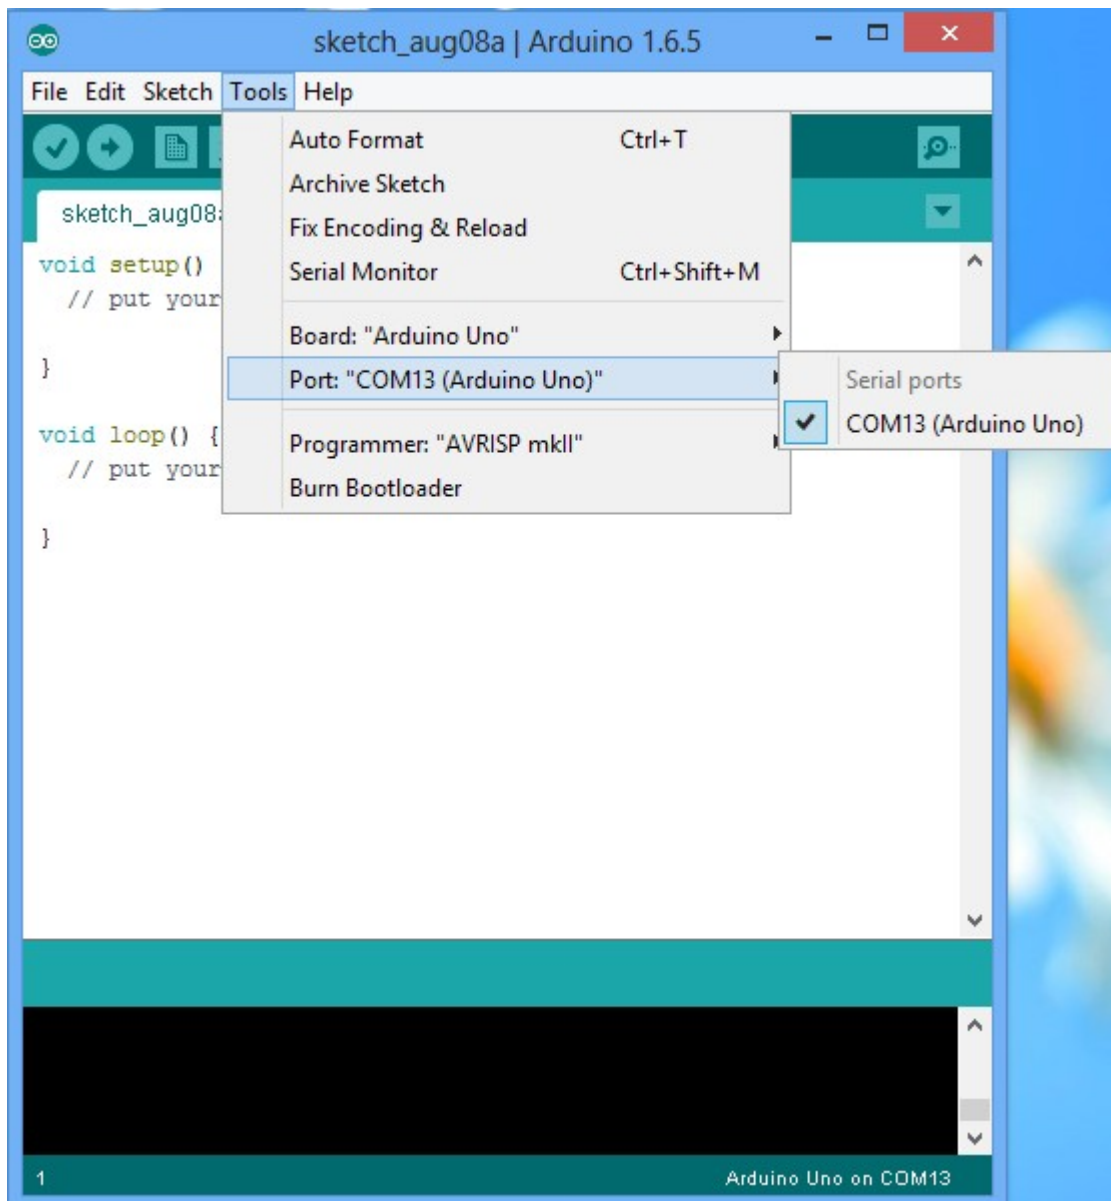 sketch_aug08a | Arduino 1.6.5
File Edit Sketch Tools Help
Auto Format Ctrl+T
Archive Sketch
sketch_aug08a
Fix Encoding & Reload
void setup()
Serial Monitor Ctrl+Shift+M
// put your
Board: "Arduino Uno"
}
Port: "COM13 (Arduino Uno)"
Serial ports
COM13 (Arduino Uno)
void loop() {
Programmer: "AVRISP mkII"
// put your
Burn Bootloader
}
1 Arduino Uno on COM13